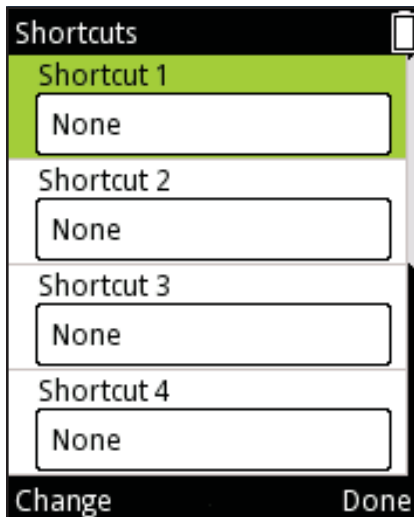 Shortcuts
Shortcut 1
None
Shortcut 2
None
Shortcut 3
None
Shortcut 4
None
Change Done